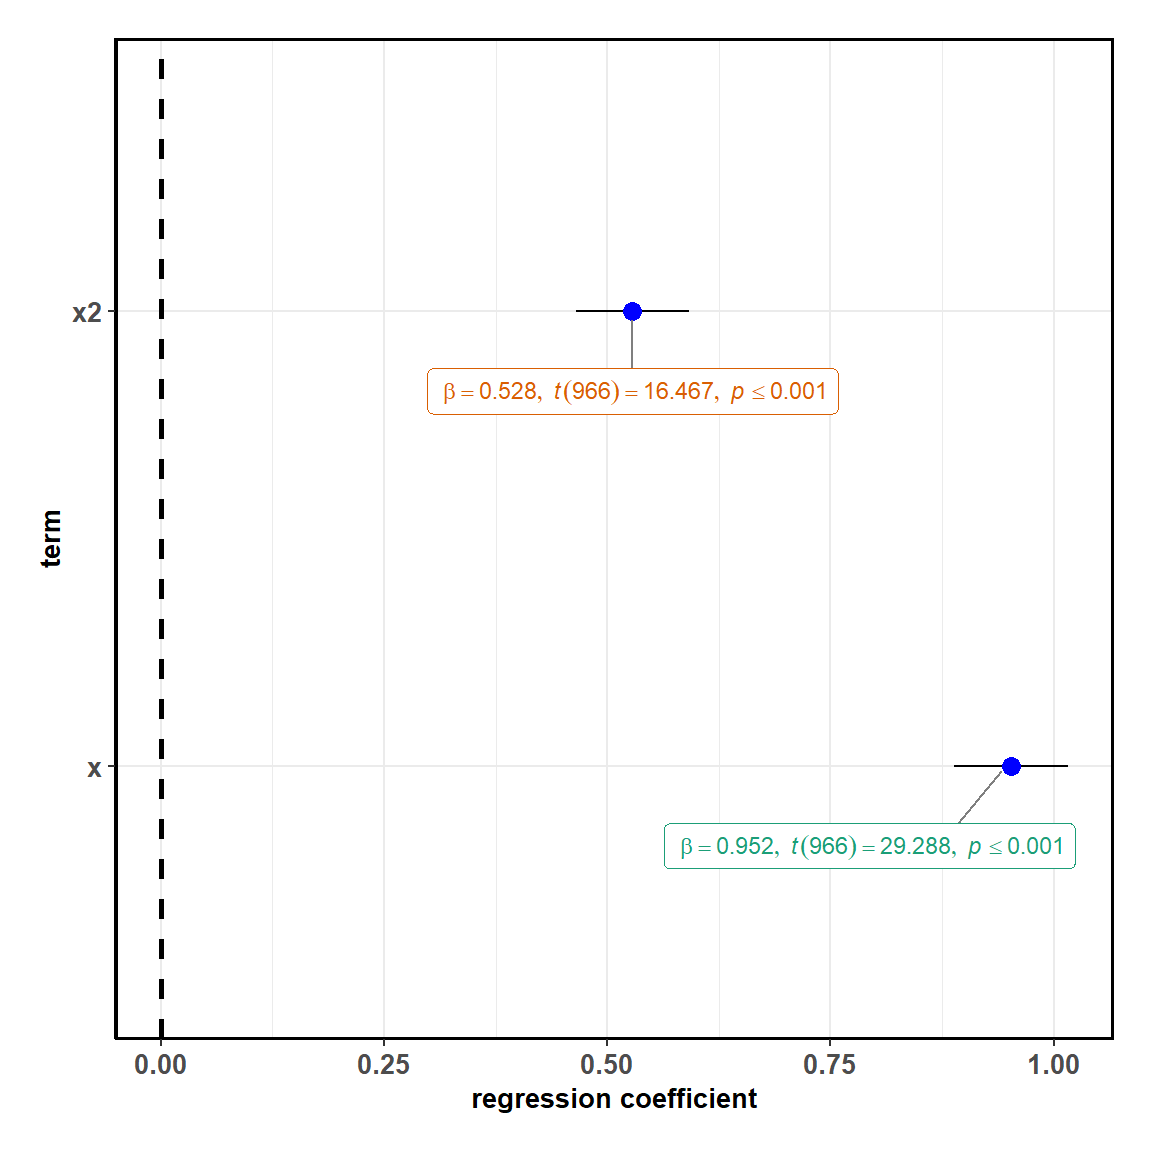 x2
β = 0.528, t(966) = 16.467, p ≤ 0.001
term
x
β = 0.952, t(966) = 29.288, p ≤ 0.001
0.00 0.25 0.50 0.75 1.00
regression coefficient